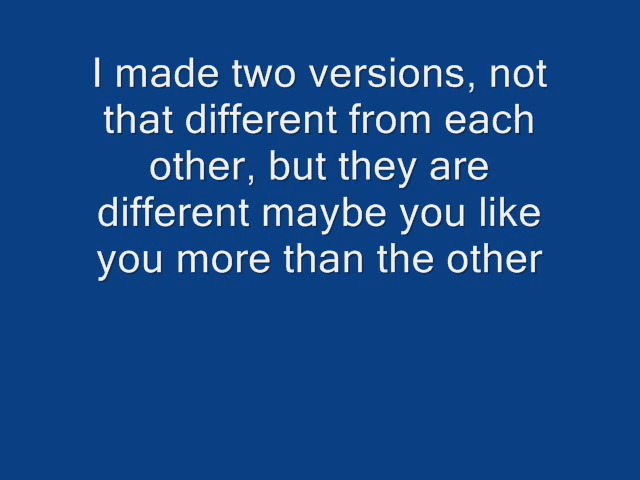 I made two versions, not
that different from each
other, but they are
different maybe you like
you more than the other